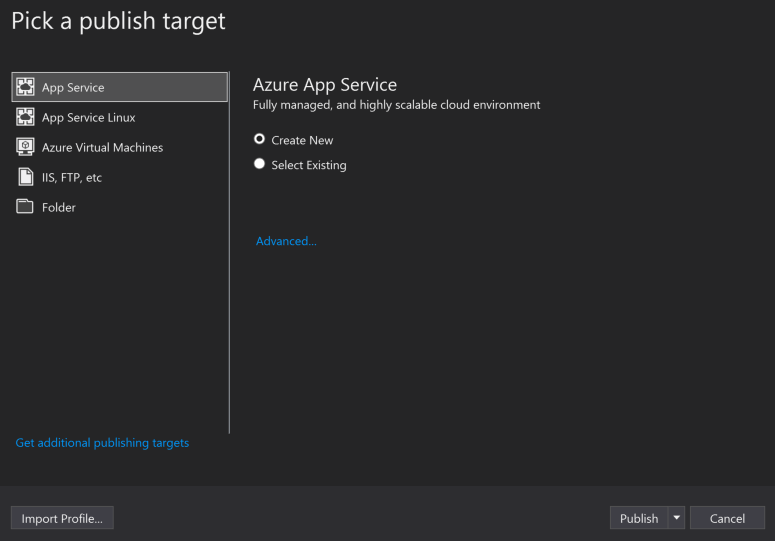 Pick a publish target
App Service
App Service Linux
Azure Virtual Machines
IIS, FTP, etc
Folder
Get additional publishing targets
Azure App Service
Fully managed, and highly scalable cloud environment
Create New
Select Existing
Advanced...
Import Profile...
Publish
Cancel